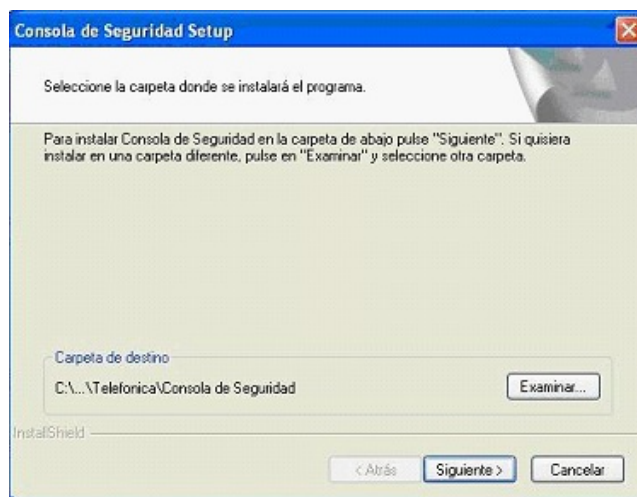 Consola de Seguridad Setup
Seleccione la carpeta donde se instalará el programa.
Para instalar Consola de Seguridad en la carpeta de abajo pulse "Siguiente". Si quisiera
instalar en una carpeta diferente, pulse en "Examinar" y seleccione otra carpeta.
Carpeta de destino
C:\...\Telefonica\Consola de Seguridad
Examinar...
InstallShield
< Atrás
Siguiente >
Cancelar